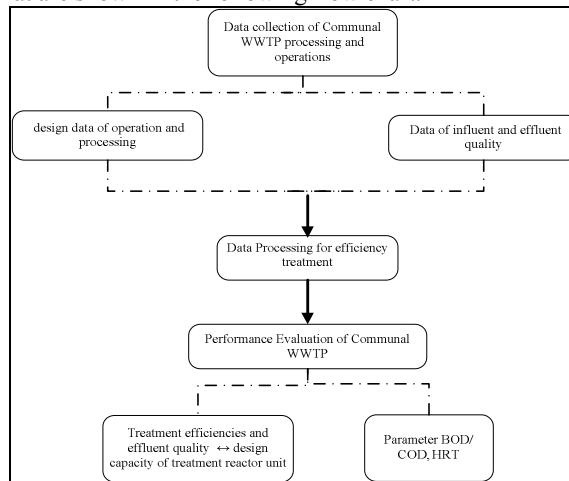 Data collection of Communal
WWTP processing and
operations
design data of operation and
processing
Data of influent and effluent
quality
Data Processing for efficiency
treatment
Performance Evaluation of Communal
WWTP
Treatment efficiencies and
effluent quality ↔ design
capacity of treatment reactor unit
Parameter BOD/
COD, HRT